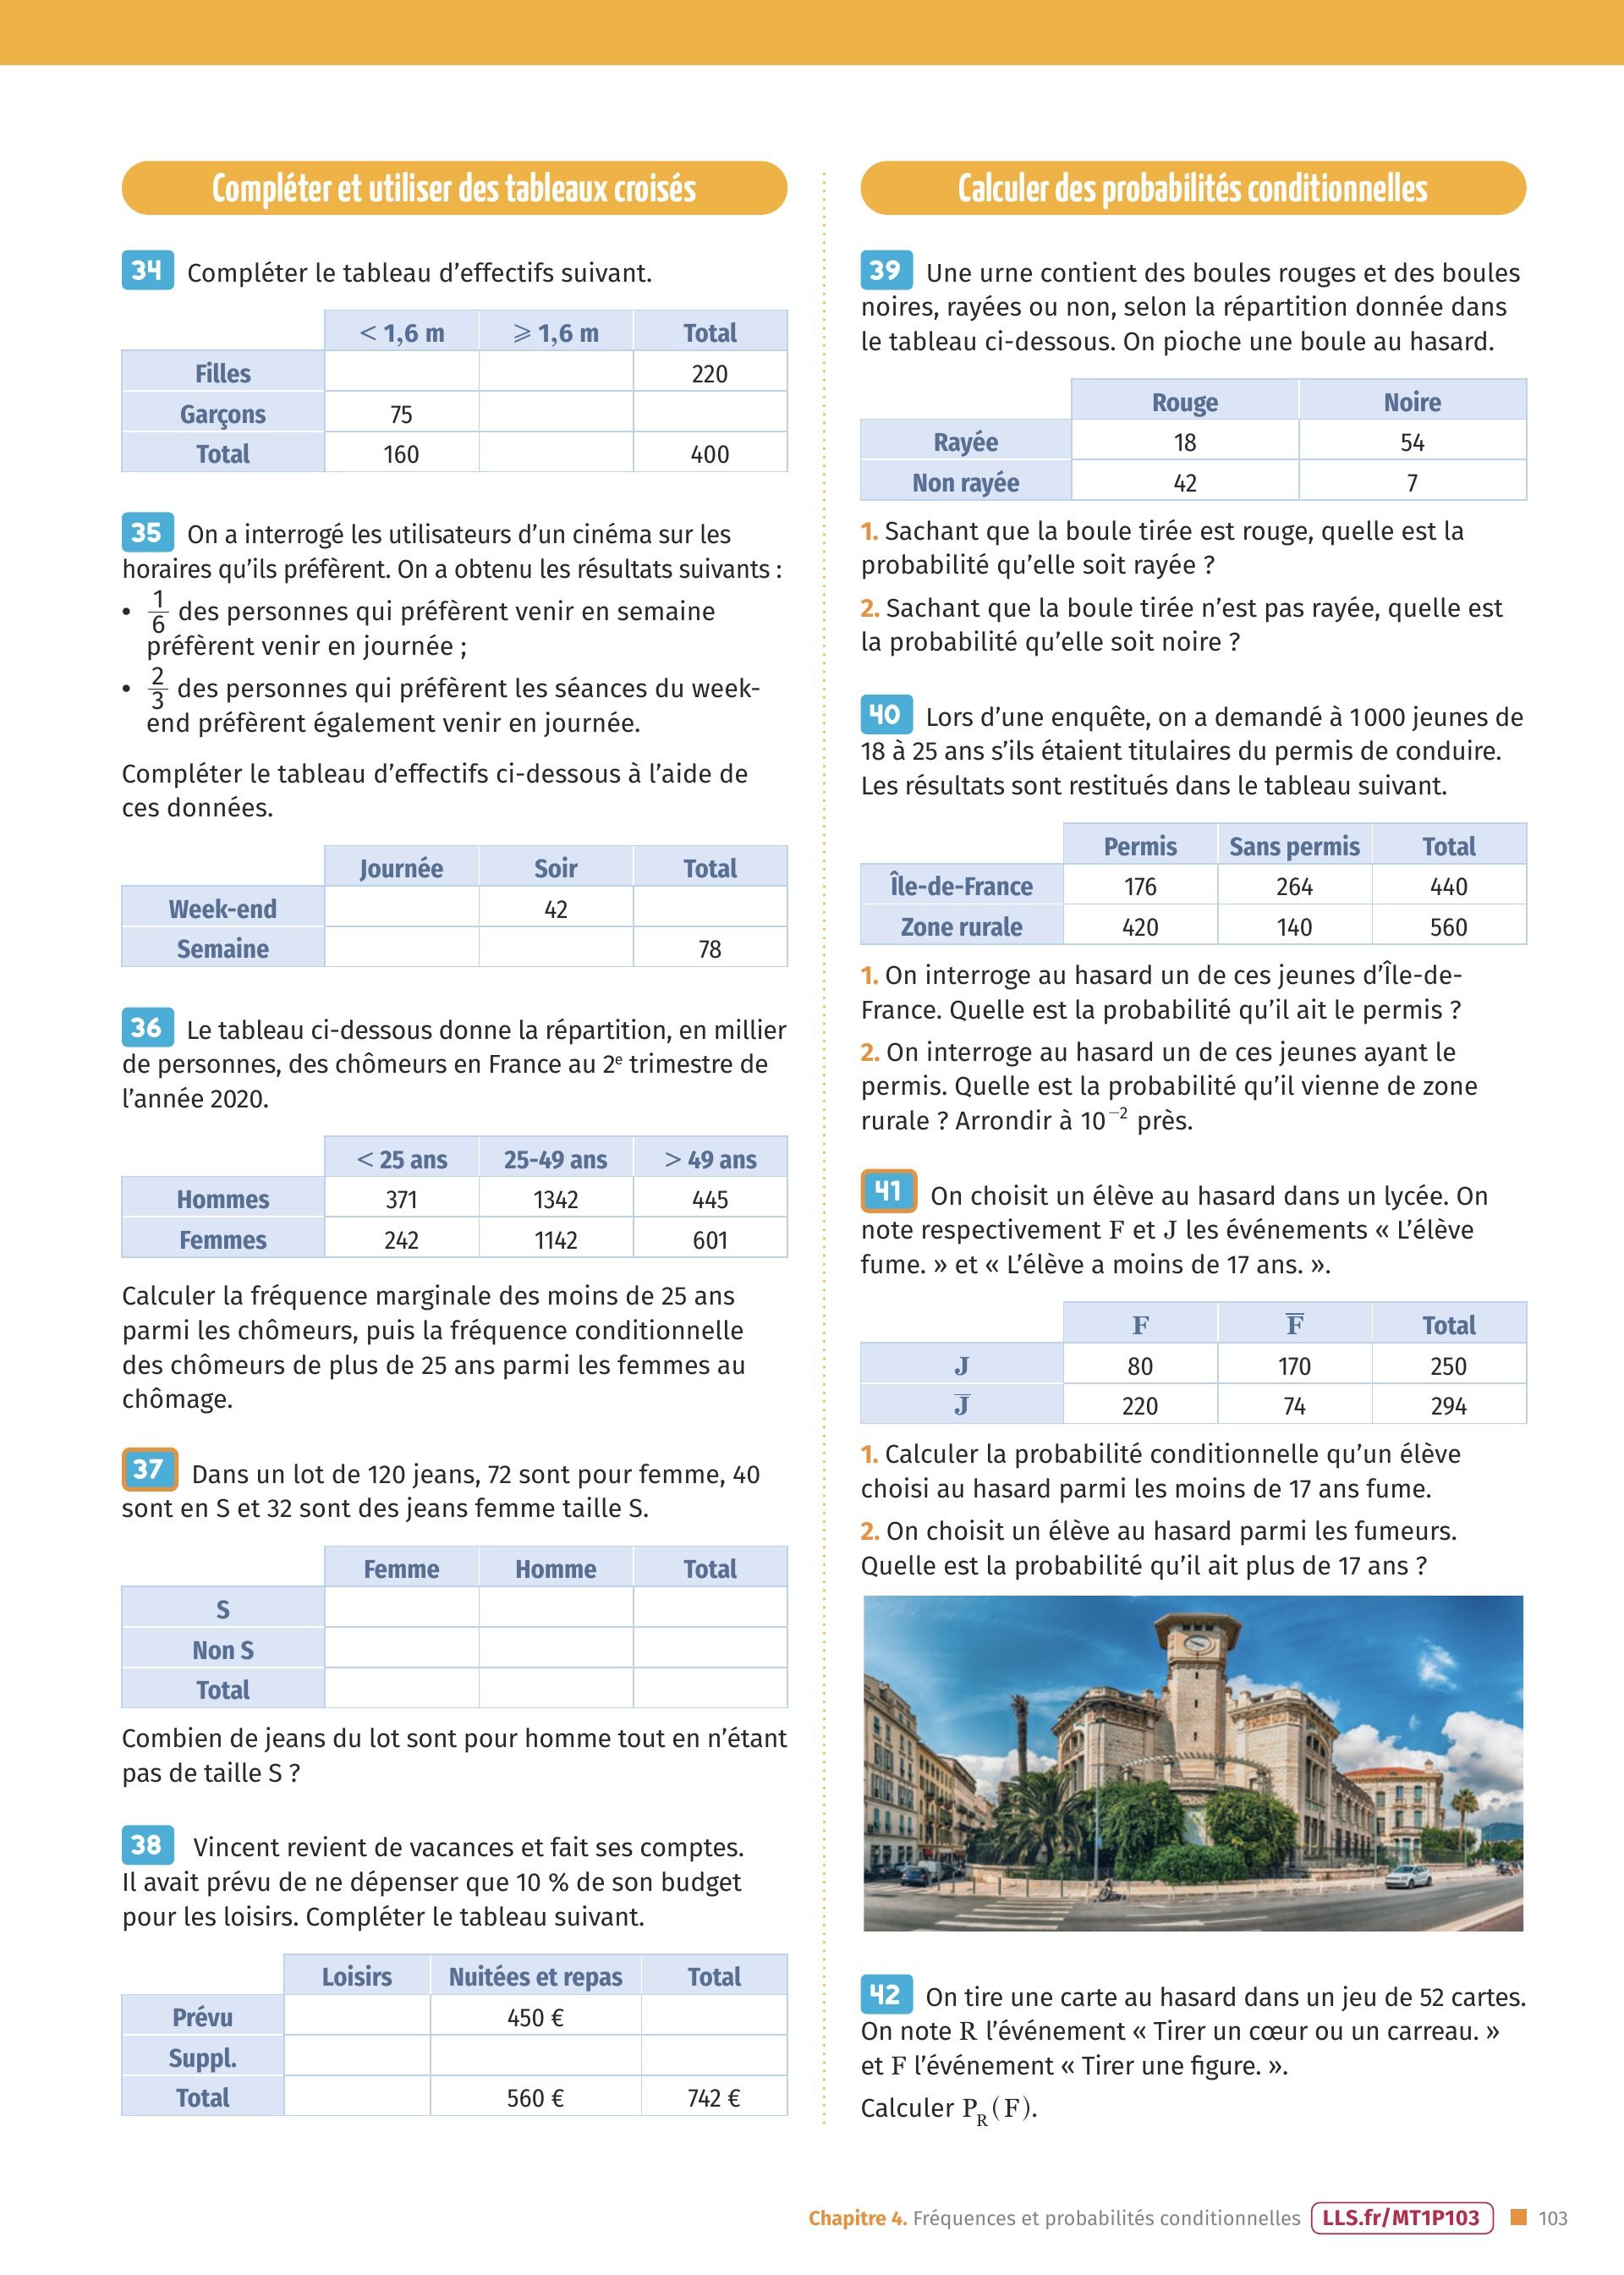 Compléter et utiliser des tableaux croisés
34 Compléter le tableau d’effectifs suivant.
< 1,6 m ⩾ 1,6 m Total
Filles 220
Garçons 75
Total 160 400
35 On a interrogé les utilisateurs d’un cinéma sur les
horaires qu’ils préfèrent. On a obtenu les résultats suivants :
• 1/6 des personnes qui préfèrent venir en semaine
préfèrent venir en journée ;
• 2/3 des personnes qui préfèrent les séances du week-
end préfèrent également venir en journée.
Compléter le tableau d’effectifs ci-dessous à l’aide de
ces données.
Journée Soir Total
Week-end 42
Semaine 78
36 Le tableau ci-dessous donne la répartition, en millier
de personnes, des chômeurs en France au 2e trimestre de
l’année 2020.
< 25 ans 25-49 ans > 49 ans
Hommes 371 1342 445
Femmes 242 1142 601
Calculer la fréquence marginale des moins de 25 ans
parmi les chômeurs, puis la fréquence conditionnelle
des chômeurs de plus de 25 ans parmi les femmes au
chômage.
37 Dans un lot de 120 jeans, 72 sont pour femme, 40
sont en S et 32 sont des jeans femme taille S.
Femme Homme Total
S
Non S
Total
Combien de jeans du lot sont pour homme tout en n’étant
pas de taille S ?
38 Vincent revient de vacances et fait ses comptes.
Il avait prévu de ne dépenser que 10 % de son budget
pour les loisirs. Compléter le tableau suivant.
Loisirs Nuitées et repas Total
Prévu 450 €
Suppl.
Total 560 € 742 €
Calculer des probabilités conditionnelles
39 Une urne contient des boules rouges et des boules
noires, rayées ou non, selon la répartition donnée dans
le tableau ci-dessous. On pioche une boule au hasard.
Rouge Noire
Rayée 18 54
Non rayée 42 7
1. Sachant que la boule tirée est rouge, quelle est la
probabilité qu’elle soit rayée ?
2. Sachant que la boule tirée n’est pas rayée, quelle est
la probabilité qu’elle soit noire ?
40 Lors d’une enquête, on a demandé à 1 000 jeunes de
18 à 25 ans s’ils étaient titulaires du permis de conduire.
Les résultats sont restitués dans le tableau suivant.
Permis Sans permis Total
Île-de-France 176 264 440
Zone rurale 420 140 560
1. On interroge au hasard un de ces jeunes d’Île-de-
France. Quelle est la probabilité qu’il ait le permis ?
2. On interroge au hasard un de ces jeunes ayant le
permis. Quelle est la probabilité qu’il vienne de zone
rurale ? Arrondir à 10⁻² près.
41 On choisit un élève au hasard dans un lycée. On
note respectivement F et J les événements « L’élève
fume. » et « L’élève a moins de 17 ans. ».
F F̅ Total
J 80 170 250
J̅ 220 74 294
1. Calculer la probabilité conditionnelle qu’un élève
choisi au hasard parmi les moins de 17 ans fume.
2. On choisit un élève au hasard parmi les fumeurs.
Quelle est la probabilité qu’il ait plus de 17 ans ?
42 On tire une carte au hasard dans un jeu de 52 cartes.
On note R l’événement « Tirer un cœur ou un carreau. »
et F l’événement « Tirer une figure. ».
Calculer P_R(F).
Chapitre 4. Fréquences et probabilités conditionnelles LLS.fr/MT1P103 103